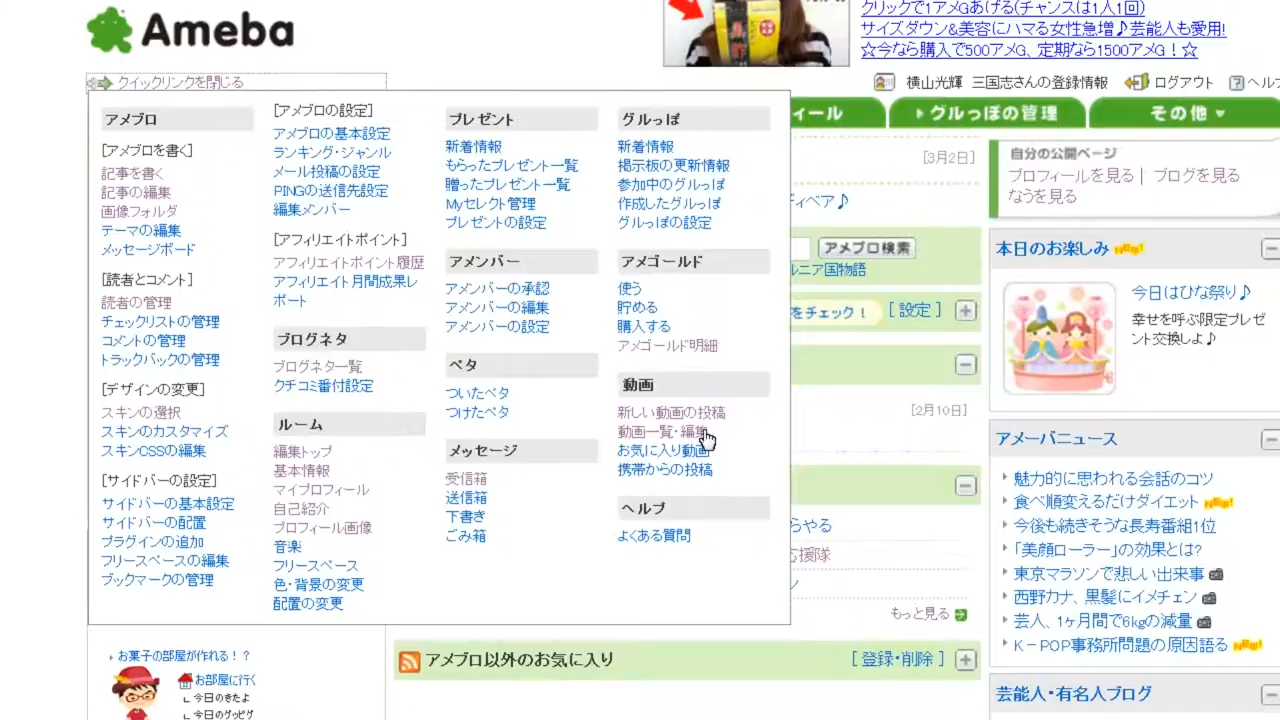 Ameba
クリックで1アメGあげる(チャンスは1人1回)
サイズダウン&美容にハマる女性急増♪芸能人も愛用!
☆今なら購入で500アメG、定期なら1500アメG!☆
クイックリンクを閉じる
横山光輝 三国志さんの登録情報
ログアウト
ヘル
ィール
グルっぽの管理
その他
アメブロ
[アメブロを書く]
記事を書く
記事の編集
画像フォルダ
テーマの編集
メッセージボード
[読者とコメント]
読者の管理
チェックリストの管理
コメントの管理
トラックバックの管理
[デザインの変更]
スキンの選択
スキンのカスタマイズ
スキンCSSの編集
[サイドバーの設定]
サイドバーの基本設定
サイドバーの配置
プラグインの追加
フリースペースの編集
ブックマークの管理
[アメブロの設定]
アメブロの基本設定
ランキング・ジャンル
メール投稿の設定
PINGの送信先設定
編集メンバー
[アフィリエイトポイント]
アフィリエイトポイント履歴
アフィリエイト月間成果レ
ポート
ブログネタ
ブログネタ一覧
クチコミ番付設定
ルーム
編集トップ
基本情報
マイプロフィール
自己紹介
プロフィール画像
音楽
フリースペース
色・背景の変更
配置の変更
プレゼント
新着情報
もらったプレゼント一覧
贈ったプレゼント一覧
Myセレクト管理
プレゼントの設定
アメンバー
アメンバーの承認
アメンバーの編集
アメンバーの設定
ペタ
ついたペタ
つけたペタ
メッセージ
受信箱
送信箱
下書き
ごみ箱
グルっぽ
新着情報
掲示板の更新情報
参加中のグルっぽ
作成したグルっぽ
グルっぽの設定
アメゴールド
使う
貯める
購入する
アメゴールド明細
動画
新しい動画の投稿
動画一覧・編集
お気に入り動画
携帯からの投稿
ヘルプ
よくある質問
[3月2日]
ディベア♪
アメブロ検索
ルニア国物語
をチェック!
[設定]
[2月10日]
らやる
応援隊
もっと見る
アメブロ以外のお気に入り
[登録・削除]
お菓子の部屋が作れる!?
お部屋に行く
今日のきたよ
今日のグッピグ
自分の公開ページ
プロフィールを見る | ブログを見る
なうを見る
本日のお楽しみ NEW!
今日はひな祭り♪
幸せを呼ぶ限定プレゼ
ント交換しよ♪
アメーバニュース
魅力的に思われる会話のコツ
食べ順変えるだけダイエット NEW!
今後も続きそうな長寿番組1位
「美顔ローラー」の効果とは?
東京マラソンで悲しい出来事
西野カナ、黒髪にイメチェン
芸人、1ヶ月間で6kgの減量
K-POP事務所問題の原因語る NEW!
芸能人・有名人ブログ